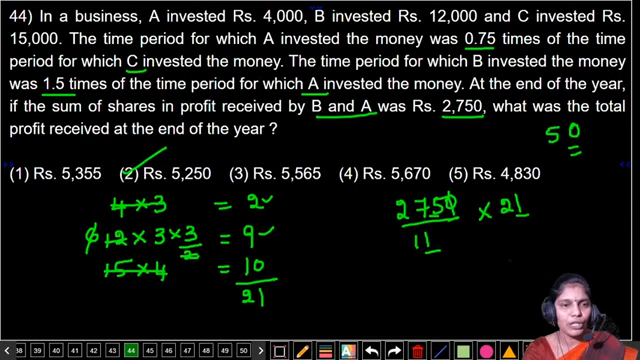 44) In a business, A invested Rs. 4,000, B invested Rs. 12,000 and C invested Rs.
15,000. The time period for which A invested the money was 0.75 times of the time
period for which C invested the money. The time period for which B invested the money
was 1.5 times of the time period for which A invested the money. At the end of the year,
if the sum of shares in profit received by B and A was Rs. 2,750, what was the total
profit received at the end of the year ?
50
(1) Rs. 5,355 (2) Rs. 5,250 (3) Rs. 5,565 (4) Rs. 5,670 (5) Rs. 4,830
4 × 3 = 2
6 12 × 3 × 3/2 = 9
15 × 4 = 10
21
2750/11 × 21
38 39 40 41 42 43 44 45 46 47 48 49 50 51 52